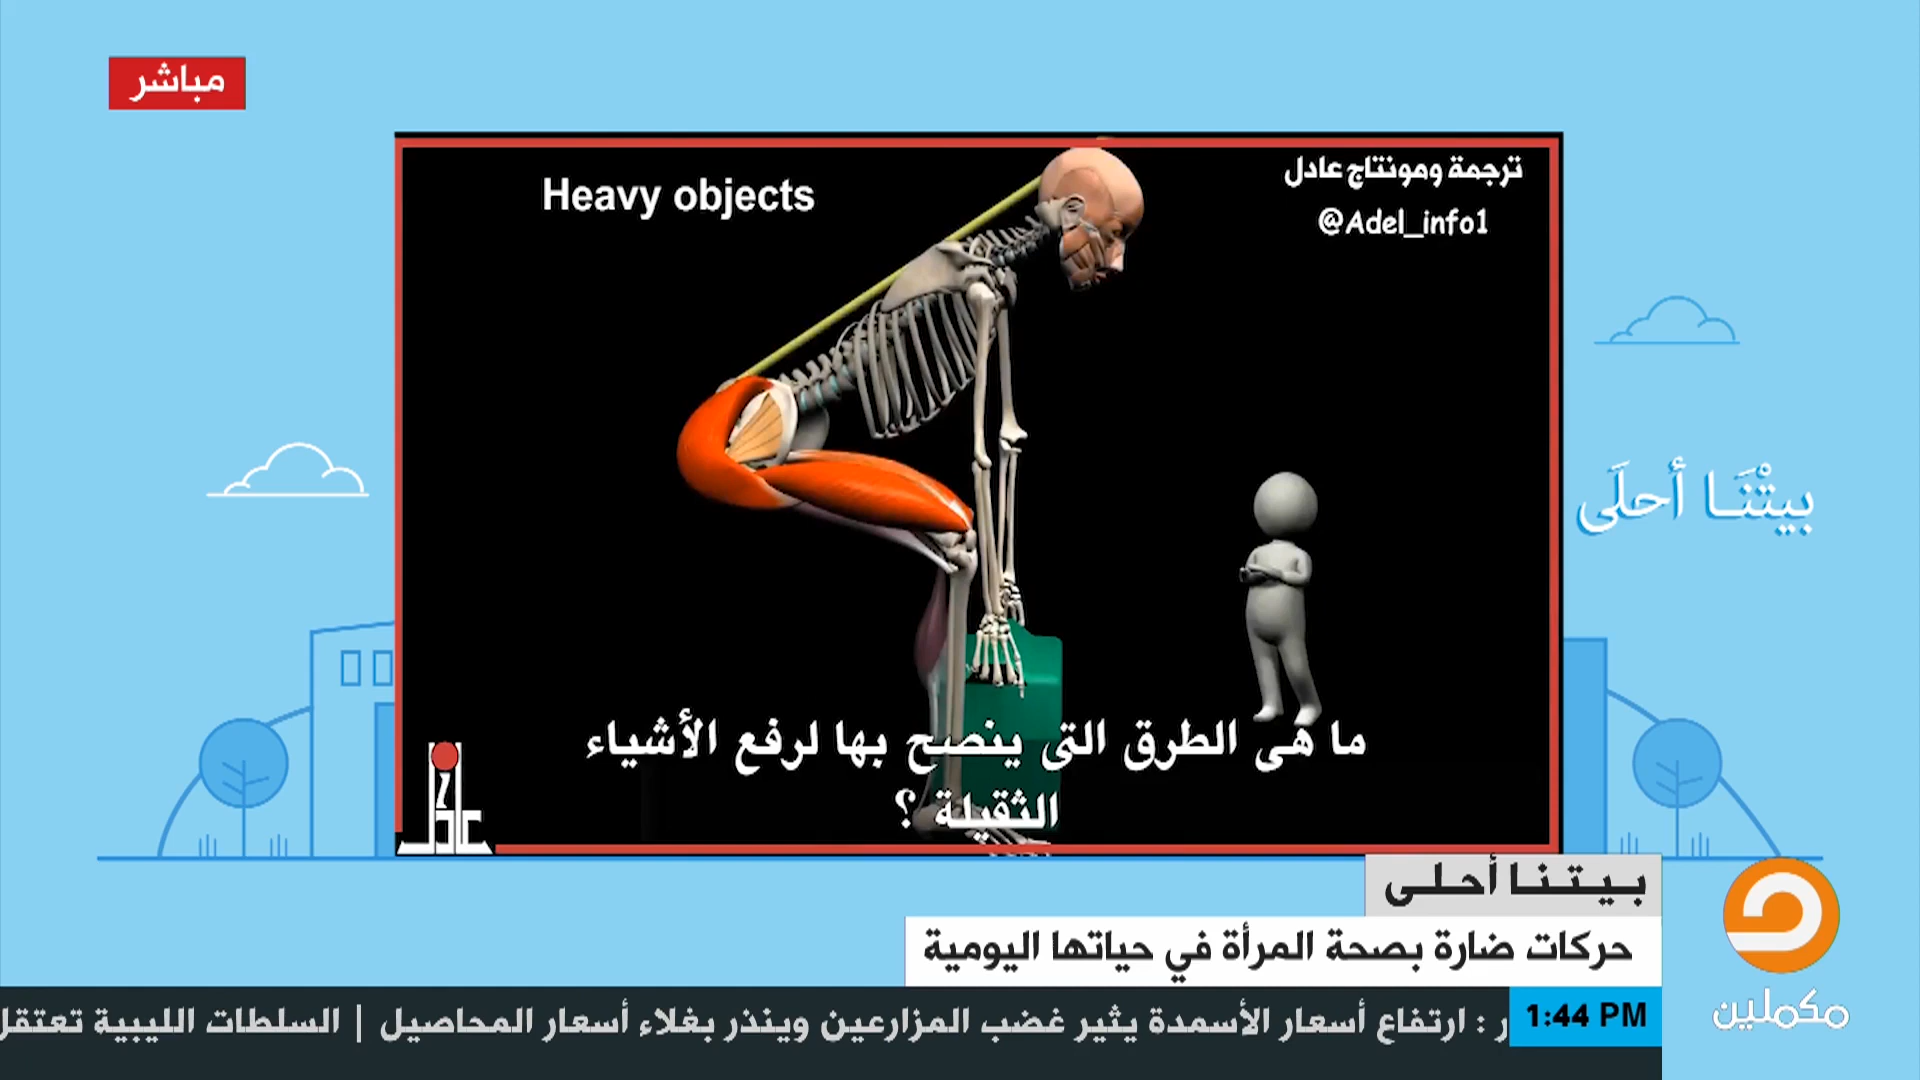 مباشر
Heavy objects
ترجمة ومونتاج عادل
@Adel_info1
بيتْنَا أحلَى
ما هى الطرق التى ينصح بها لرفع الأشياء
الثقيلة ؟
عادل
بيتنا أحلى
حركات ضارة بصحة المرأة في حياتها اليومية
1:44 PM
ر : ارتفاع أسعار الأسمدة يثير غضب المزارعين وينذر بغلاء أسعار المحاصيل | السلطات الليبية تعتقل
مكملين